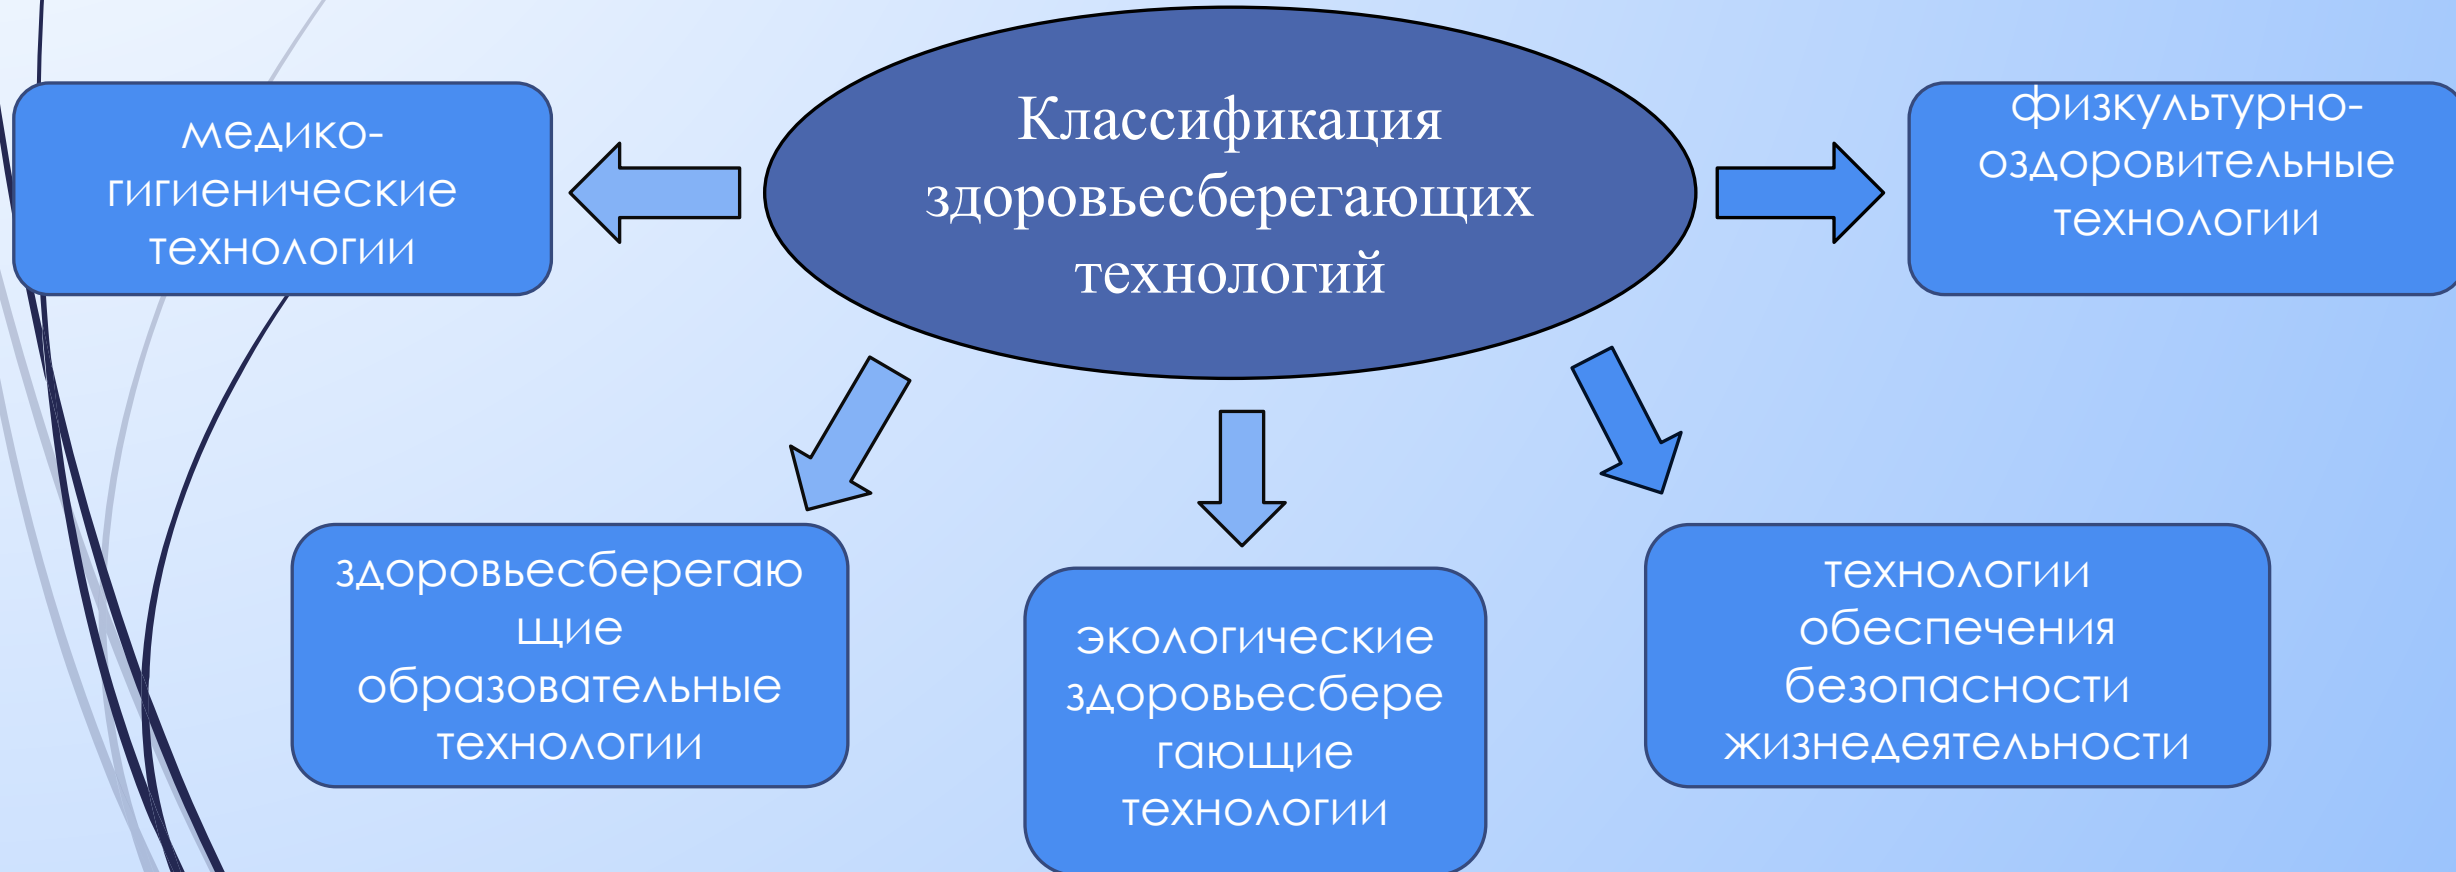 Классификация
здоровьесберегающих
технологий
медико-
гигиенические
технологии
физкультурно-
оздоровительные
технологии
здоровьесберегаю
щие
образовательные
технологии
экологические
здоровьесбере
гающие
технологии
технологии
обеспечения
безопасности
жизнедеятельности